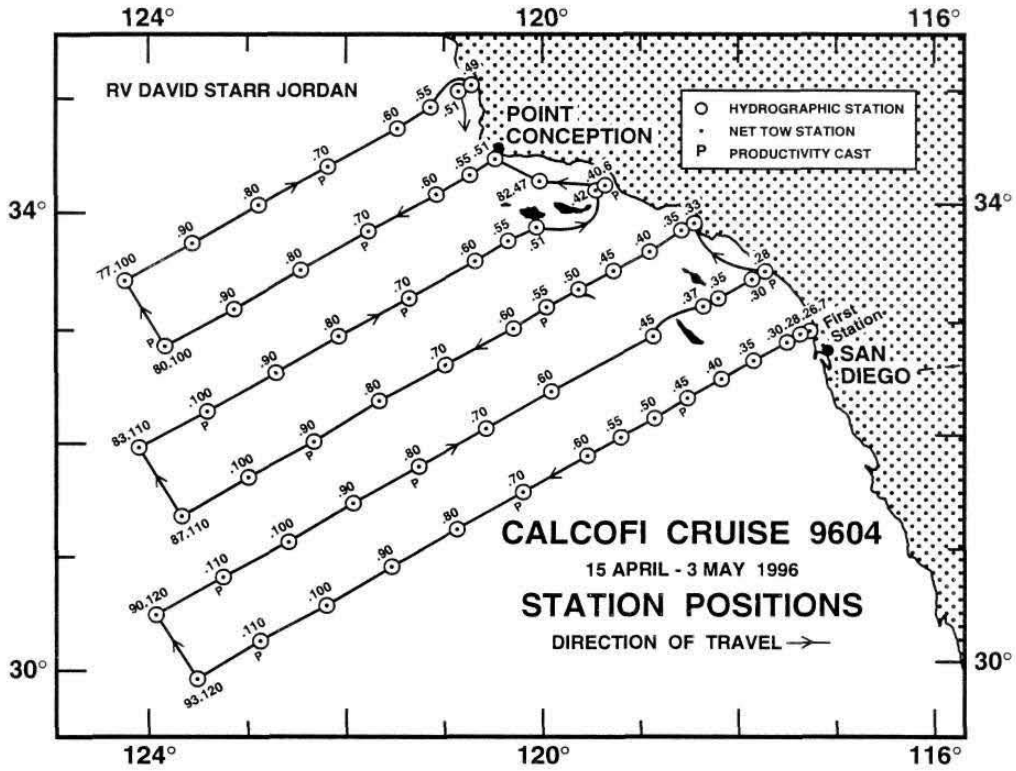 124° 120° 116°
RV DAVID STARR JORDAN
POINT
CONCEPTION
HYDROGRAPHIC STATION
NET TOW STATION
P PRODUCTIVITY CAST
34° 34°
.49
.51
.55
.60
.70
P
.80
.90
77.100
.51
.55
.60
.70
P
.80
.90
P
80.100
82.47
.42
40.6
P
.51
.55
.60
.70
P
.80
.90
.100
P
83.110
.33
.35
.40
.45
.50
.55
P
.60
.70
.80
.90
P
.100
87.110
.28
P
.30
.35
.37
.45
.60
.70
.80
P
.90
.100
.110
P
90.120
First
Station
.26.7
.28
.30
.35
.40
.45
P
.50
.55
.60
.70
P
.80
.90
.100
.110
P
93.120
SAN
DIEGO
CALCOFI CRUISE 9604
15 APRIL - 3 MAY 1996
STATION POSITIONS
DIRECTION OF TRAVEL
30° 30°
124° 120° 116°